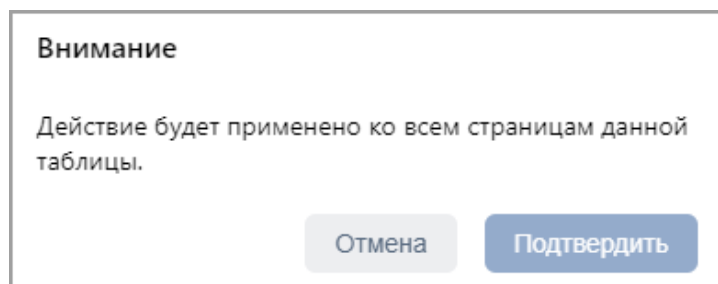 Внимание
Действие будет применено ко всем страницам данной
таблицы.
Отмена
Подтвердить